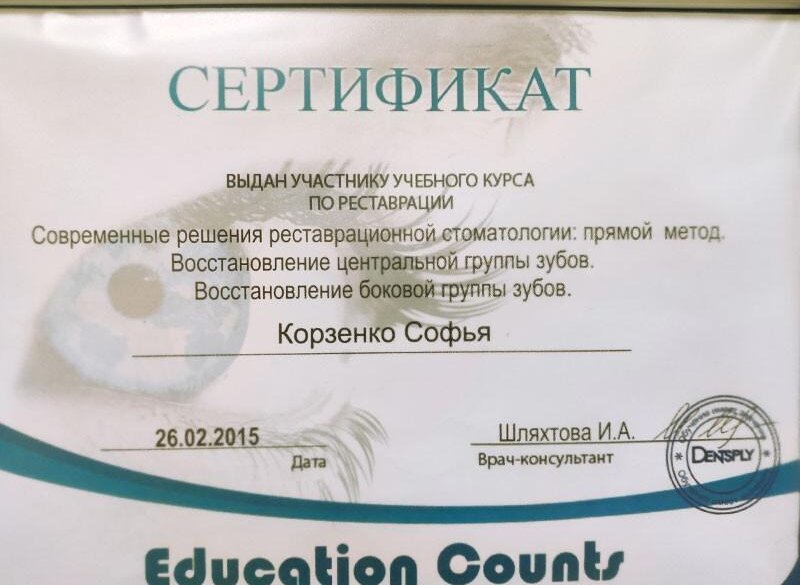 СЕРТИФИКАТ
ВЫДАН УЧАСТНИКУ УЧЕБНОГО КУРСА
ПО РЕСТАВРАЦИИ
Современные решения реставрационной стоматологии: прямой метод.
Восстановление центральной группы зубов.
Восстановление боковой группы зубов.
Корзенко Софья
26.02.2015
Дата
Шляхтова И.А.
Врач-консультант
DENTSPLY
Education Counts